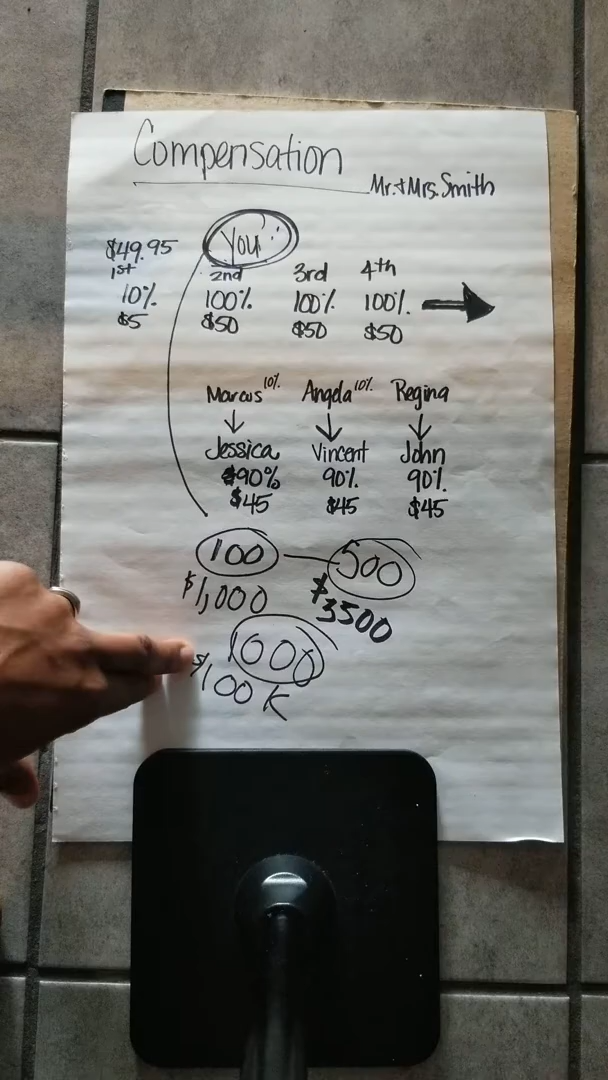 Compensation
Mr. + Mrs. Smith
$49.95 You
1st 2nd 3rd 4th
10% 100% 100% 100%
$5 $50 $50 $50
Marcus 10% Angela 10% Regina
Jessica Vincent John
$90% 90% 90%
$45 $45 $45
100 500
$1,000 $3500
1000
$100 K